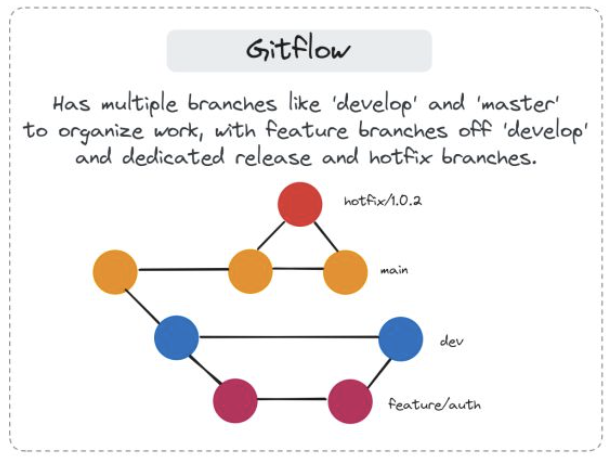 Gitflow
Has multiple branches like 'develop' and 'master'
to organize work, with feature branches off 'develop'
and dedicated release and hotfix branches.
hotfix/1.0.2
main
dev
feature/auth